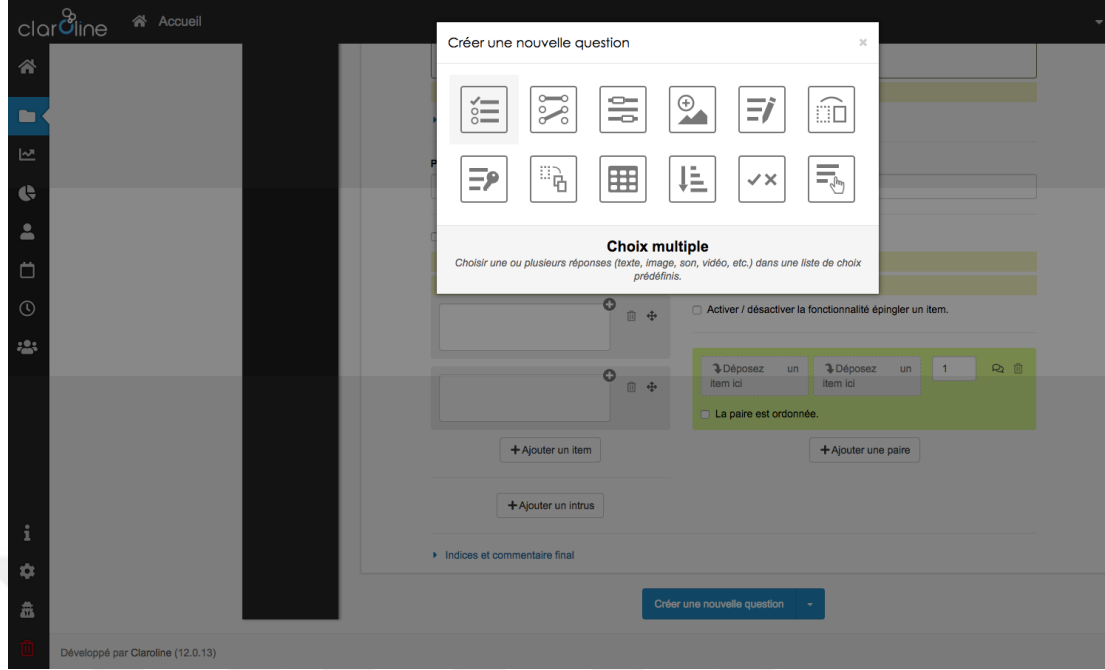 claroline
Accueil
Créer une nouvelle question
×
Choix multiple
Choisir une ou plusieurs réponses (texte, image, son, vidéo, etc.) dans une liste de choix
prédéfinis.
P
Activer / désactiver la fonctionnalité épingler un item.
Déposez un
item ici
Déposez un
item ici
1
La paire est ordonnée.
+ Ajouter un item
+ Ajouter une paire
+ Ajouter un intrus
Indices et commentaire final
Créer une nouvelle question
Développé par Claroline (12.0.13)